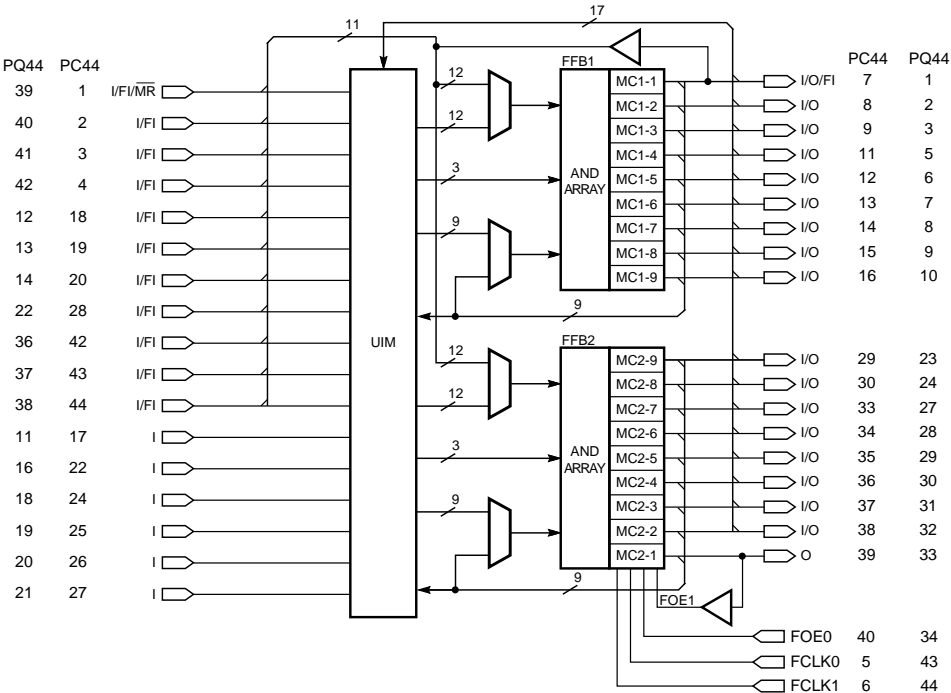 17
11
PQ44 PC44
FFB1
PC44 PQ44
39 1 I/FI/MR
12
MC1-1
I/O/FI 7 1
MC1-2
I/O 8 2
40 2 I/FI
12
MC1-3
I/O 9 3
41 3 I/FI
MC1-4
I/O 11 5
42 4 I/FI
3
AND ARRAY
MC1-5
I/O 12 6
MC1-6
I/O 13 7
12 18 I/FI
9
MC1-7
I/O 14 8
13 19 I/FI
MC1-8
I/O 15 9
14 20 I/FI
MC1-9
I/O 16 10
22 28 I/FI
9
36 42 I/FI
UIM
FFB2
12
MC2-9
I/O 29 23
37 43 I/FI
MC2-8
I/O 30 24
38 44 I/FI
12
MC2-7
I/O 33 27
11 17 I
MC2-6
I/O 34 28
16 22 I
3
AND ARRAY
MC2-5
I/O 35 29
MC2-4
I/O 36 30
18 24 I
9
MC2-3
I/O 37 31
19 25 I
MC2-2
I/O 38 32
20 26 I
MC2-1
O 39 33
21 27 I
9
FOE1
FOE0 40 34
FCLK0 5 43
FCLK1 6 44